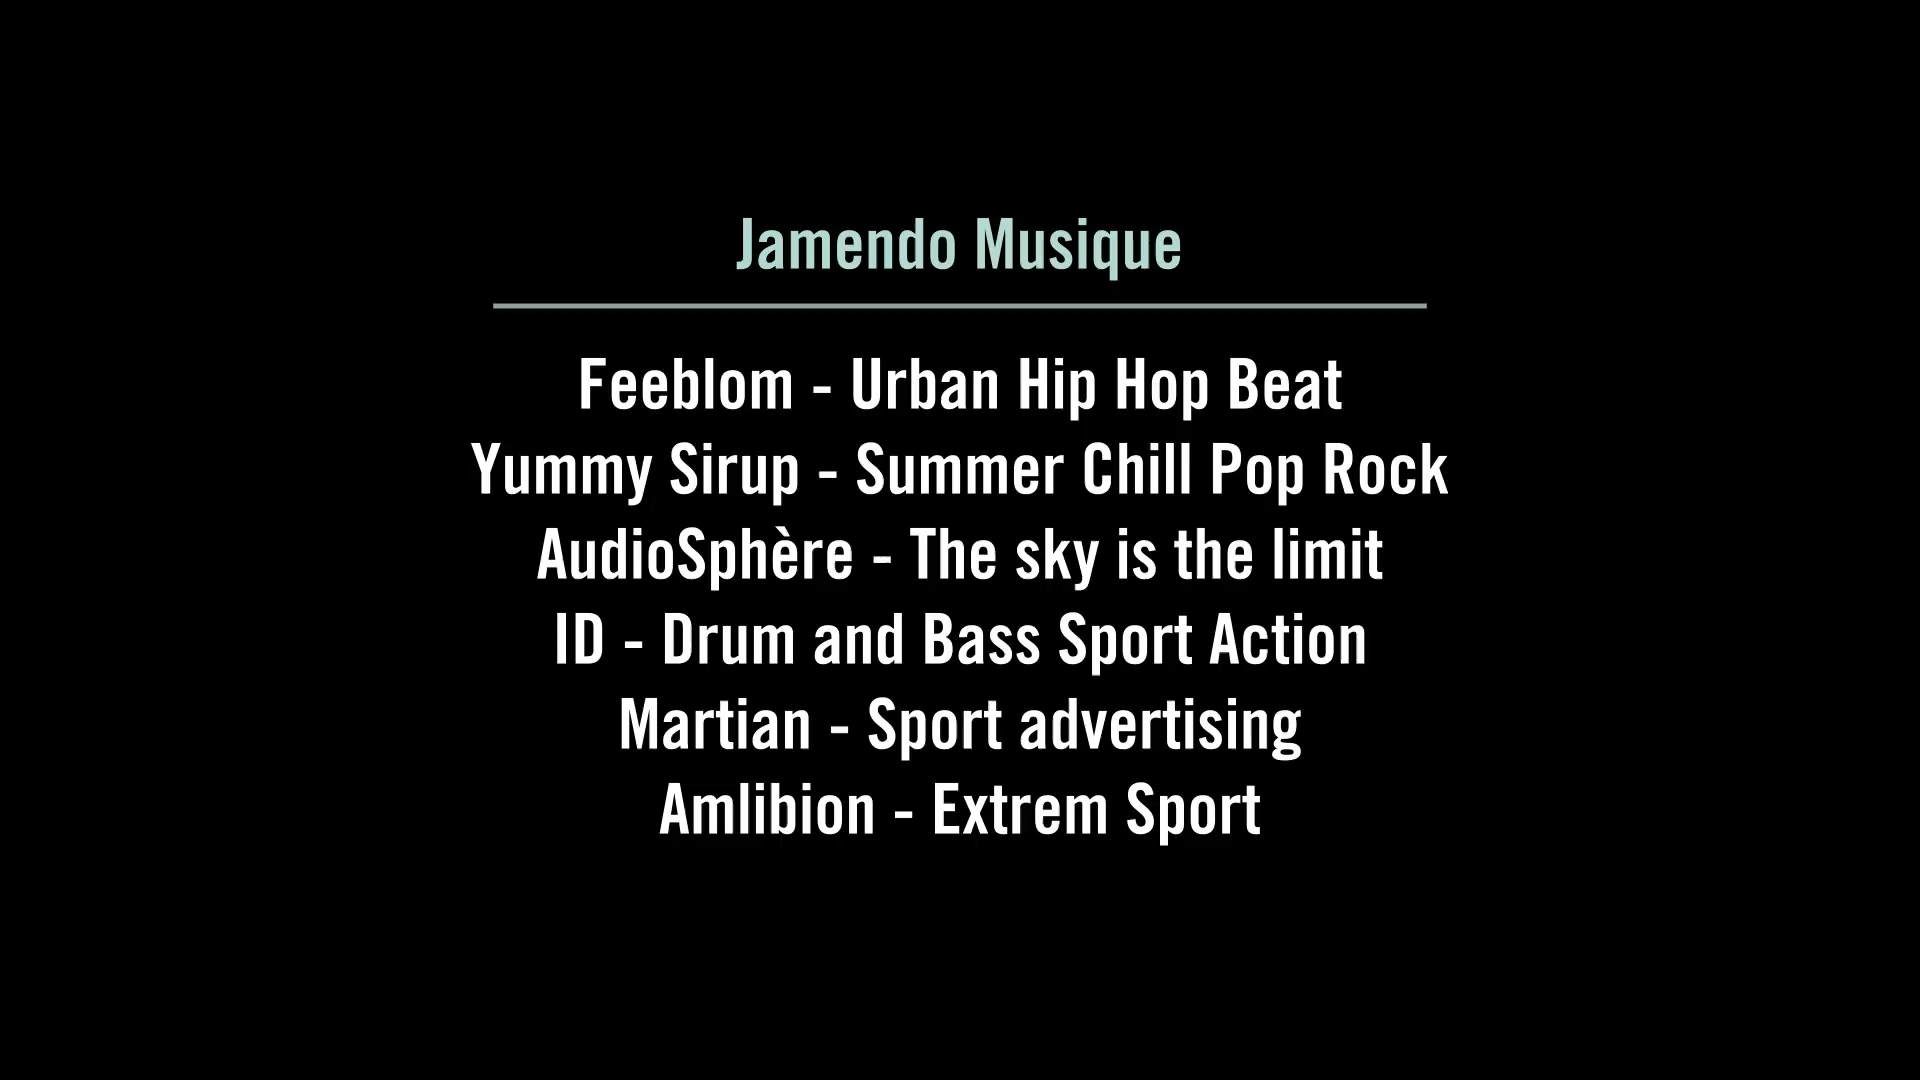 Jamendo Musique
Feeblom - Urban Hip Hop Beat
Yummy Sirup - Summer Chill Pop Rock
AudioSphère - The sky is the limit
ID - Drum and Bass Sport Action
Martian - Sport advertising
Amlibion - Extrem Sport